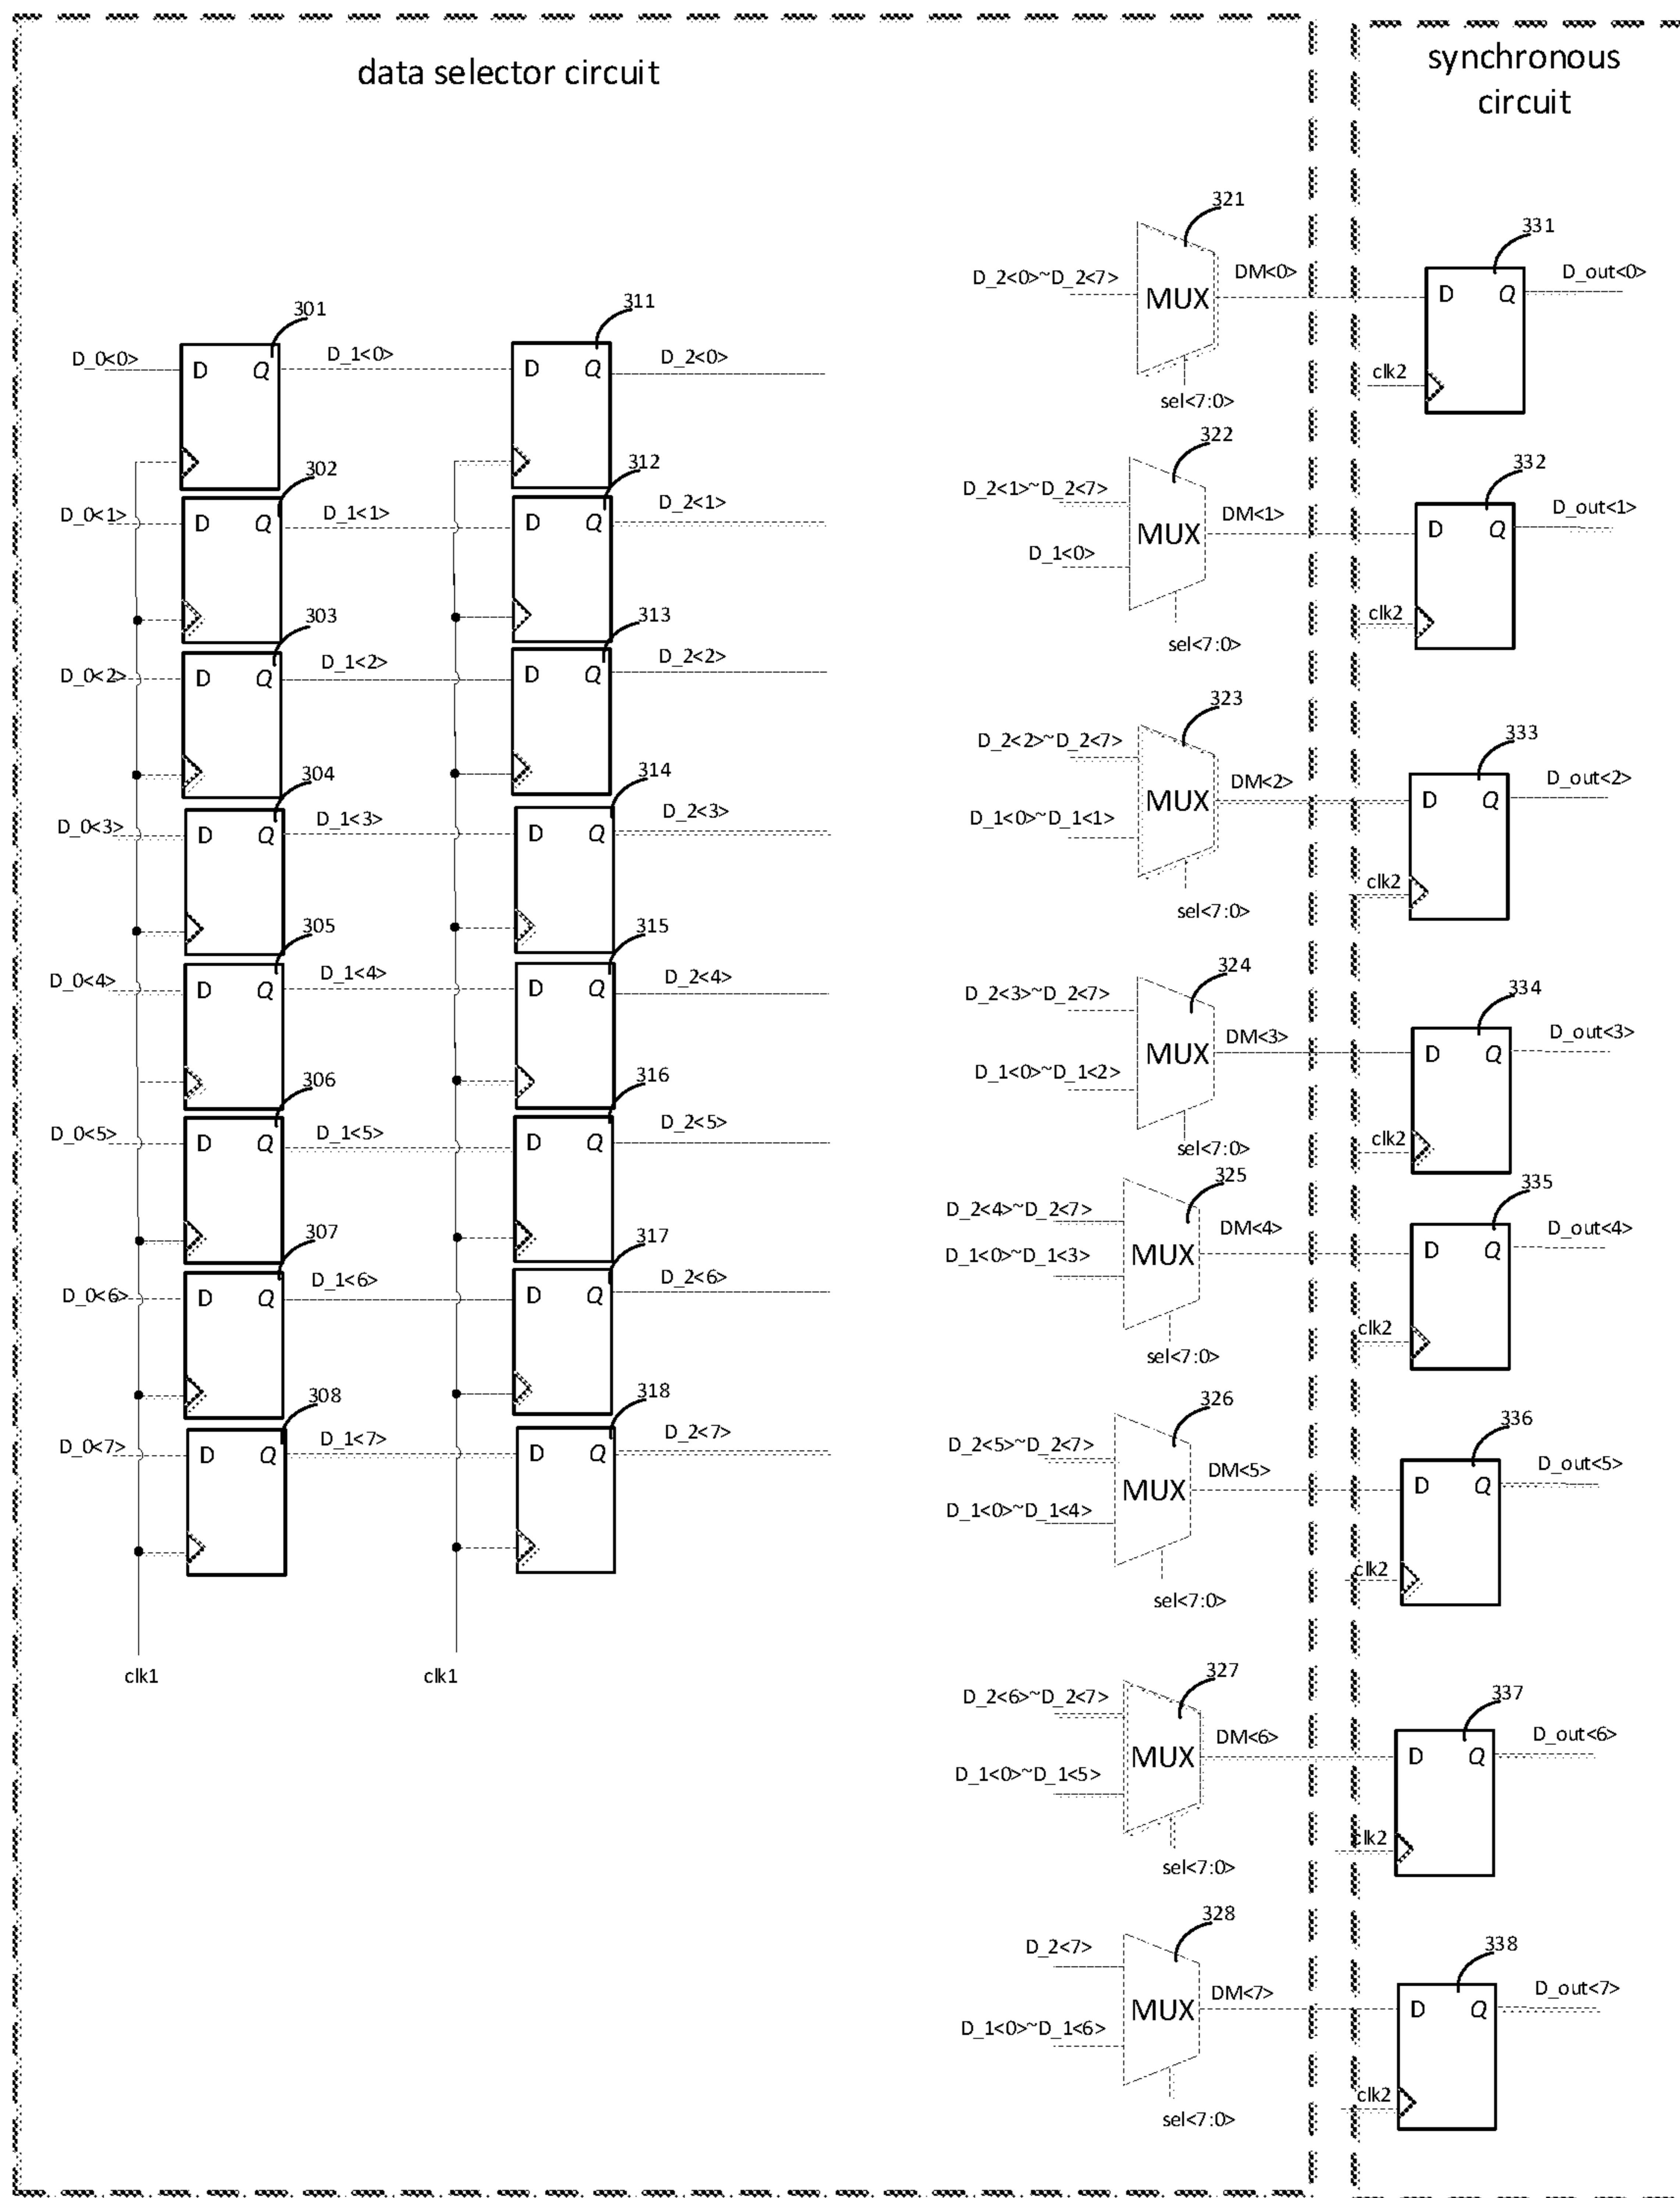 data selector circuit
synchronous
circuit
301
311
D_0<0>
D
Q
D_1<0>
D
Q
D_2<0>
302
312
D_0<1>
D
Q
D_1<1>
D
Q
D_2<1>
303
313
D_0<2>
D
Q
D_1<2>
D
Q
D_2<2>
304
314
D_0<3>
D
Q
D_1<3>
D
Q
D_2<3>
305
315
D_0<4>
D
Q
D_1<4>
D
Q
D_2<4>
306
316
D_0<5>
D
Q
D_1<5>
D
Q
D_2<5>
307
317
D_0<6>
D
Q
D_1<6>
D
Q
D_2<6>
308
318
D_0<7>
D
Q
D_1<7>
D
Q
D_2<7>
clk1
clk1
321
D_2<0>~D_2<7>
MUX
DM<0>
sel<7:0>
331
D
Q
D_out<0>
clk2
322
D_2<1>~D_2<7>
D_1<0>
MUX
DM<1>
sel<7:0>
332
D
Q
D_out<1>
clk2
323
D_2<2>~D_2<7>
D_1<0>~D_1<1>
MUX
DM<2>
sel<7:0>
333
D
Q
D_out<2>
clk2
324
D_2<3>~D_2<7>
D_1<0>~D_1<2>
MUX
DM<3>
sel<7:0>
334
D
Q
D_out<3>
clk2
325
D_2<4>~D_2<7>
D_1<0>~D_1<3>
MUX
DM<4>
sel<7:0>
335
D
Q
D_out<4>
clk2
326
D_2<5>~D_2<7>
D_1<0>~D_1<4>
MUX
DM<5>
sel<7:0>
336
D
Q
D_out<5>
clk2
327
D_2<6>~D_2<7>
D_1<0>~D_1<5>
MUX
DM<6>
sel<7:0>
337
D
Q
D_out<6>
clk2
328
D_2<7>
D_1<0>~D_1<6>
MUX
DM<7>
sel<7:0>
338
D
Q
D_out<7>
clk2